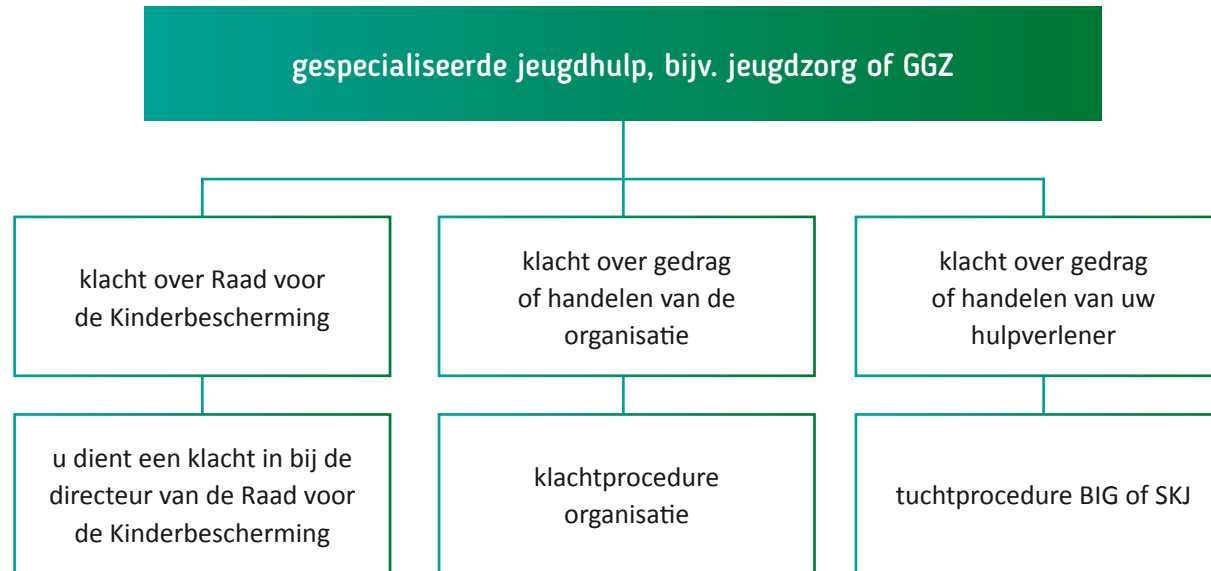 gespecialiseerde jeugdhulp, bijv. jeugdzorg of GGZ
klacht over Raad voor
de Kinderbescherming
klacht over gedrag
of handelen van de
organisatie
klacht over gedrag
of handelen van uw
hulpverlener
u dient een klacht in bij de
directeur van de Raad voor
de Kinderbescherming
klachtprocedure
organisatie
tuchtprocedure BIG of SKJ